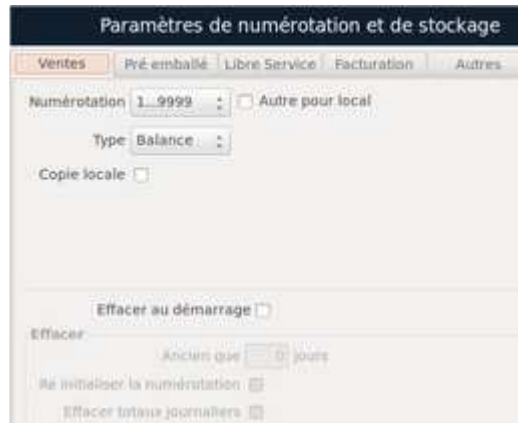 Paramètres de numérotation et de stockage
Ventes Pré emballé Libre Service Facturation Autres
Numérotation 1...9999 Autre pour local
Type Balance
Copie locale
Effacer au démarrage
Effacer
Ancien que 0 jours
Ré initialiser la numérotation
Effacer totaux journaliers